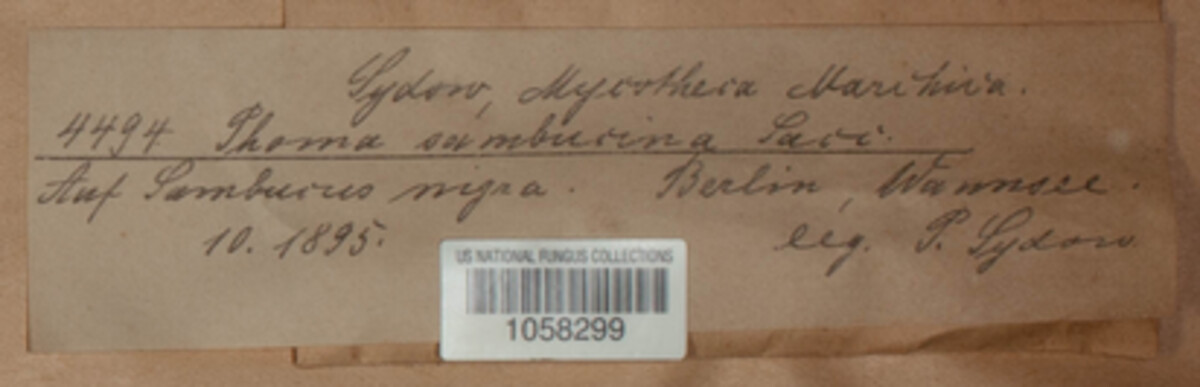 Sydow, Mycotheca Marchica.
4494 Phoma sambucina Sacc.
Auf Sambucus nigra. Berlin, Wannsee.
10. 1895. leg. P. Sydow
US NATIONAL FUNGUS COLLECTIONS
1058299